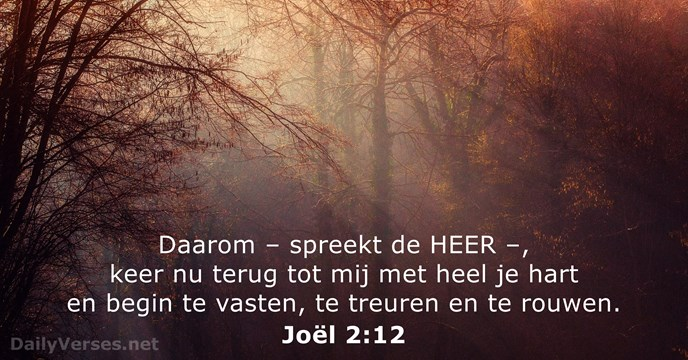 Daarom – spreekt de HEER –,
keer nu terug tot mij met heel je hart
en begin te vasten, te treuren en te rouwen.
Joël 2:12
DailyVerses.net